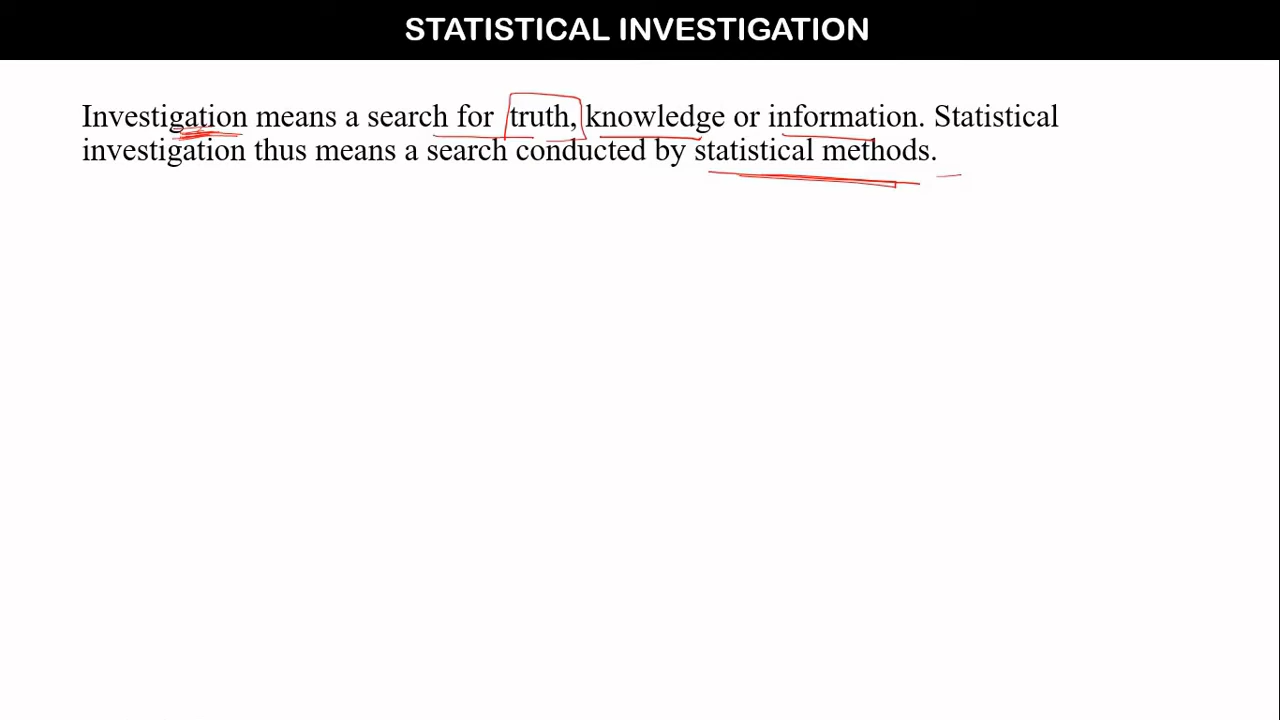 STATISTICAL INVESTIGATION
Investigation means a search for truth, knowledge or information. Statistical
investigation thus means a search conducted by statistical methods.